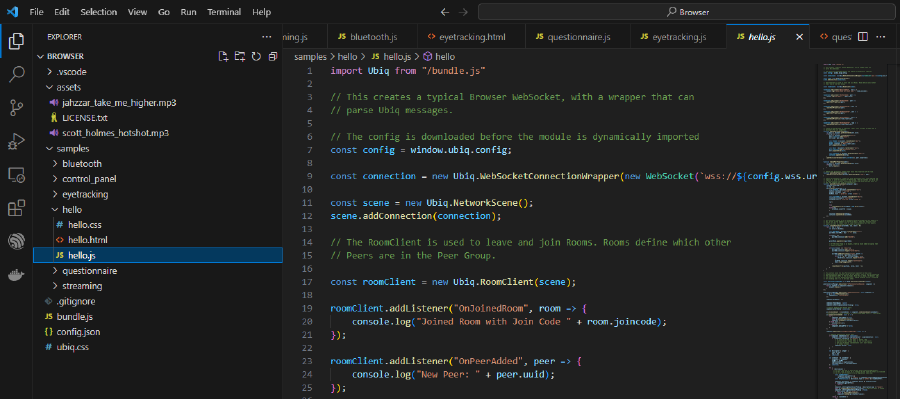 File Edit Selection View Go Run Terminal Help
Browser
EXPLORER
BROWSER
.vscode
assets
jahzzar_take_me_higher.mp3
LICENSE.txt
scott_holmes_hotshot.mp3
samples
bluetooth
control_panel
eyetracking
hello
hello.css
hello.html
JS hello.js
questionnaire
streaming
.gitignore
JS bundle.js
config.json
ubiq.css
ming.js JS bluetooth.js eyetracking.html JS questionnaire.js JS eyetracking.js JS hello.js ques
samples > hello > JS hello.js > hello
1 import Ubiq from "/bundle.js"
2
3 // This creates a typical Browser WebSocket, with a wrapper that can
4 // parse Ubiq messages.
5
6 // The config is downloaded before the module is dynamically imported
7 const config = window.ubiq.config;
8
9 const connection = new Ubiq.WebSocketConnectionWrapper(new WebSocket(`wss://${config.wss.ur
10
11 const scene = new Ubiq.NetworkScene();
12 scene.addConnection(connection);
13
14 // The RoomClient is used to leave and join Rooms. Rooms define which other
15 // Peers are in the Peer Group.
16
17 const roomClient = new Ubiq.RoomClient(scene);
18
19 roomClient.addListener("OnJoinedRoom", room => {
20 console.log("Joined Room with Join Code " + room.joincode);
21 });
22
23 roomClient.addListener("OnPeerAdded", peer => {
24 console.log("New Peer: " + peer.uuid);
25 });